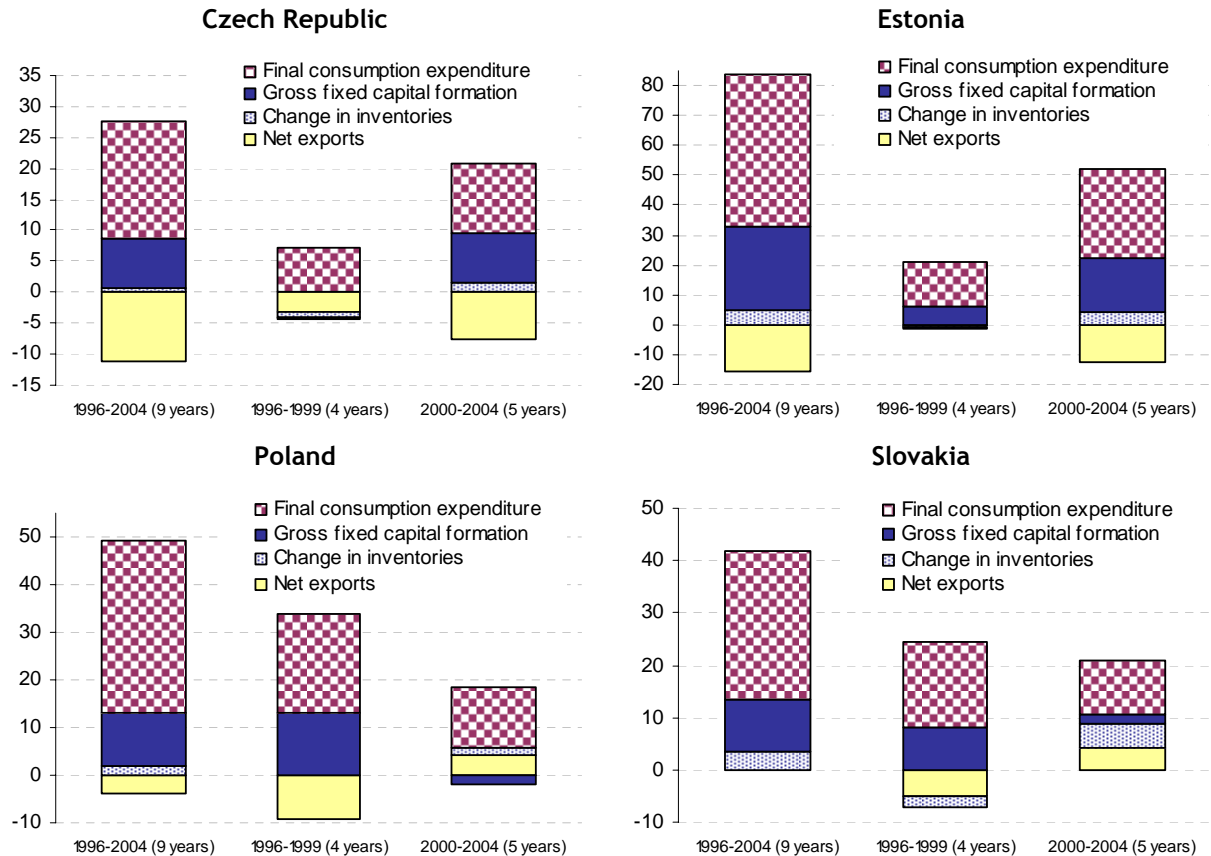 Czech Republic
Final consumption expenditure
Gross fixed capital formation
Change in inventories
Net exports
35
30
25
20
15
10
5
0
-5
-10
-15
1996-2004 (9 years) 1996-1999 (4 years) 2000-2004 (5 years)
Estonia
Final consumption expenditure
Gross fixed capital formation
Change in inventories
Net exports
80
70
60
50
40
30
20
10
0
-10
-20
1996-2004 (9 years) 1996-1999 (4 years) 2000-2004 (5 years)
Poland
Final consumption expenditure
Gross fixed capital formation
Change in inventories
Net exports
50
40
30
20
10
0
-10
1996-2004 (9 years) 1996-1999 (4 years) 2000-2004 (5 years)
Slovakia
Final consumption expenditure
Gross fixed capital formation
Change in inventories
Net exports
50
40
30
20
10
0
-10
1996-2004 (9 years) 1996-1999 (4 years) 2000-2004 (5 years)